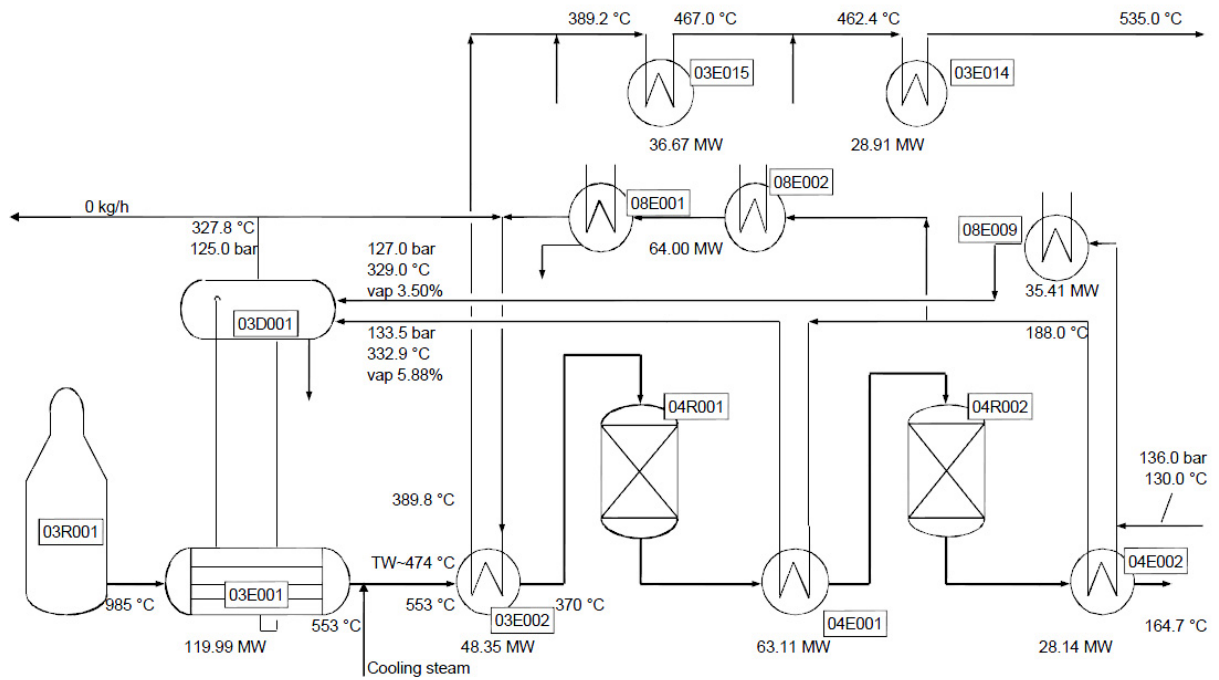 389.2 °C
467.0 °C
462.4 °C
535.0 °C
03E015
03E014
36.67 MW
28.91 MW
08E002
08E001
0 kg/h
327.8 °C
125.0 bar
127.0 bar
329.0 °C
vap 3.50%
64.00 MW
08E009
35.41 MW
03D001
133.5 bar
332.9 °C
vap 5.88%
188.0 °C
04R001
04R002
136.0 bar
130.0 °C
389.8 °C
03R001
TW~474 °C
04E002
985 °C
03E001
553 °C
553 °C
370 °C
03E002
04E001
164.7 °C
119.99 MW
48.35 MW
63.11 MW
28.14 MW
Cooling steam